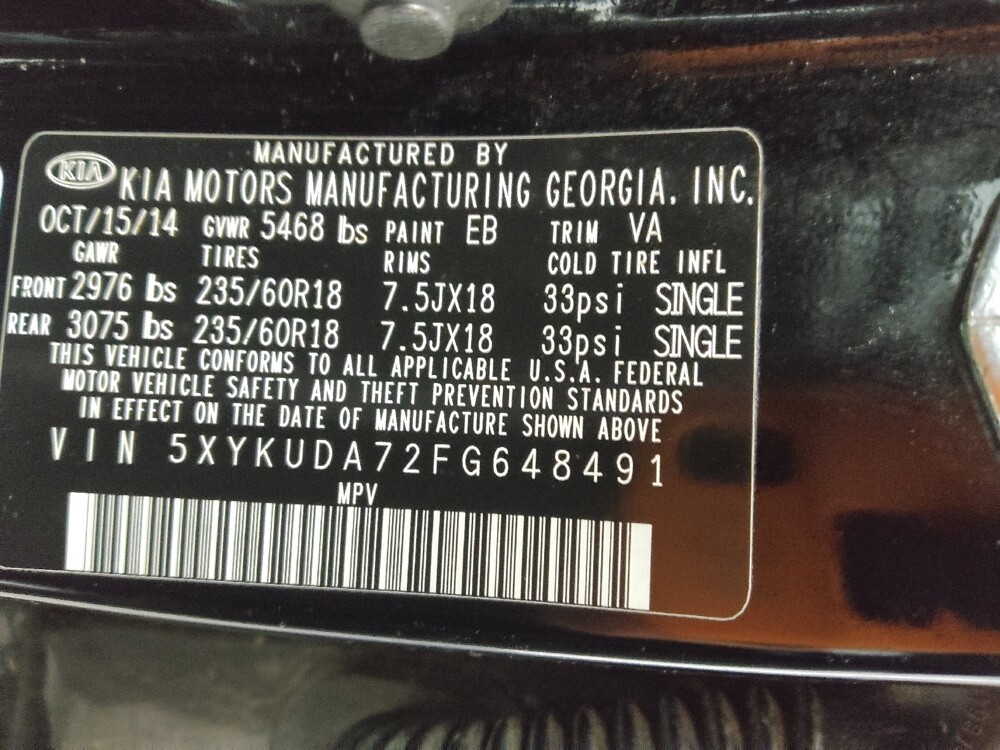 MANUFACTURED BY
KIA KIA MOTORS MANUFACTURING GEORGIA, INC.
OCT/15/14 GVWR 5468 lbs PAINT EB TRIM VA
GAWR TIRES RIMS COLD TIRE INFL
FRONT 2976 lbs 235/60R18 7.5JX18 33psi SINGLE
REAR 3075 lbs 235/60R18 7.5JX18 33psi SINGLE
THIS VEHICLE CONFORMS TO ALL APPLICABLE U.S.A. FEDERAL
MOTOR VEHICLE SAFETY AND THEFT PREVENTION STANDARDS
IN EFFECT ON THE DATE OF MANUFACTURE SHOWN ABOVE
VIN 5XYKUDA72FG648491
MPV